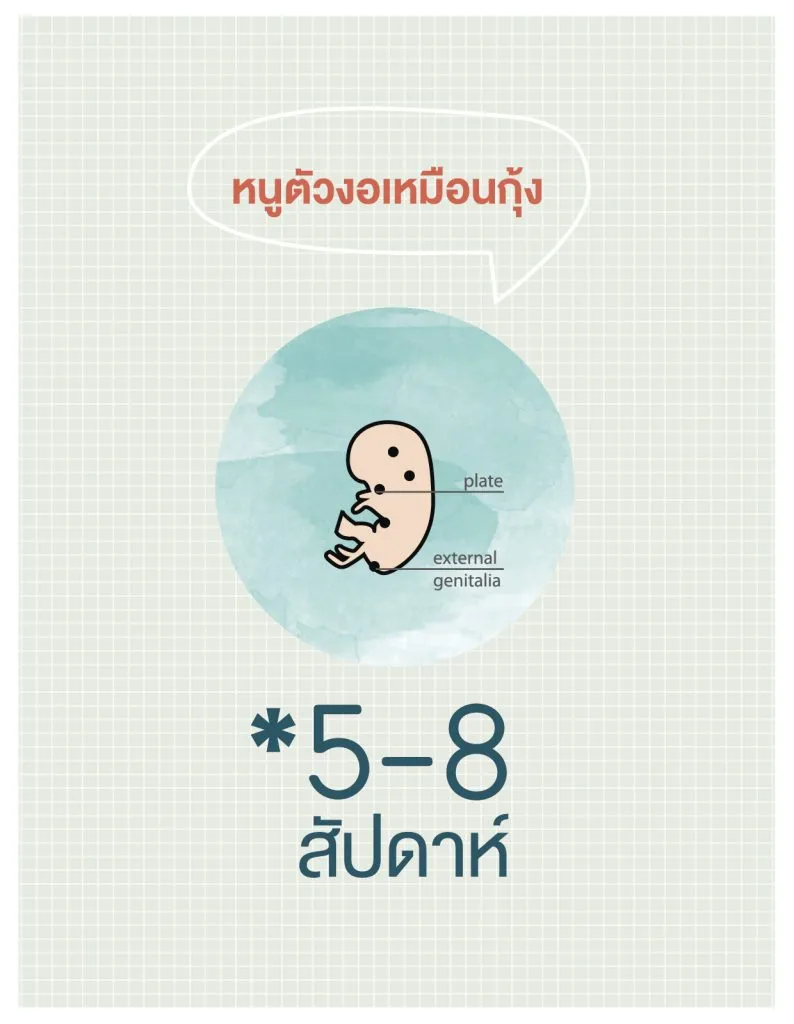 หนูตัวงอเหมือนกุ้ง
plate
external
genitalia
*5-8
สัปดาห์